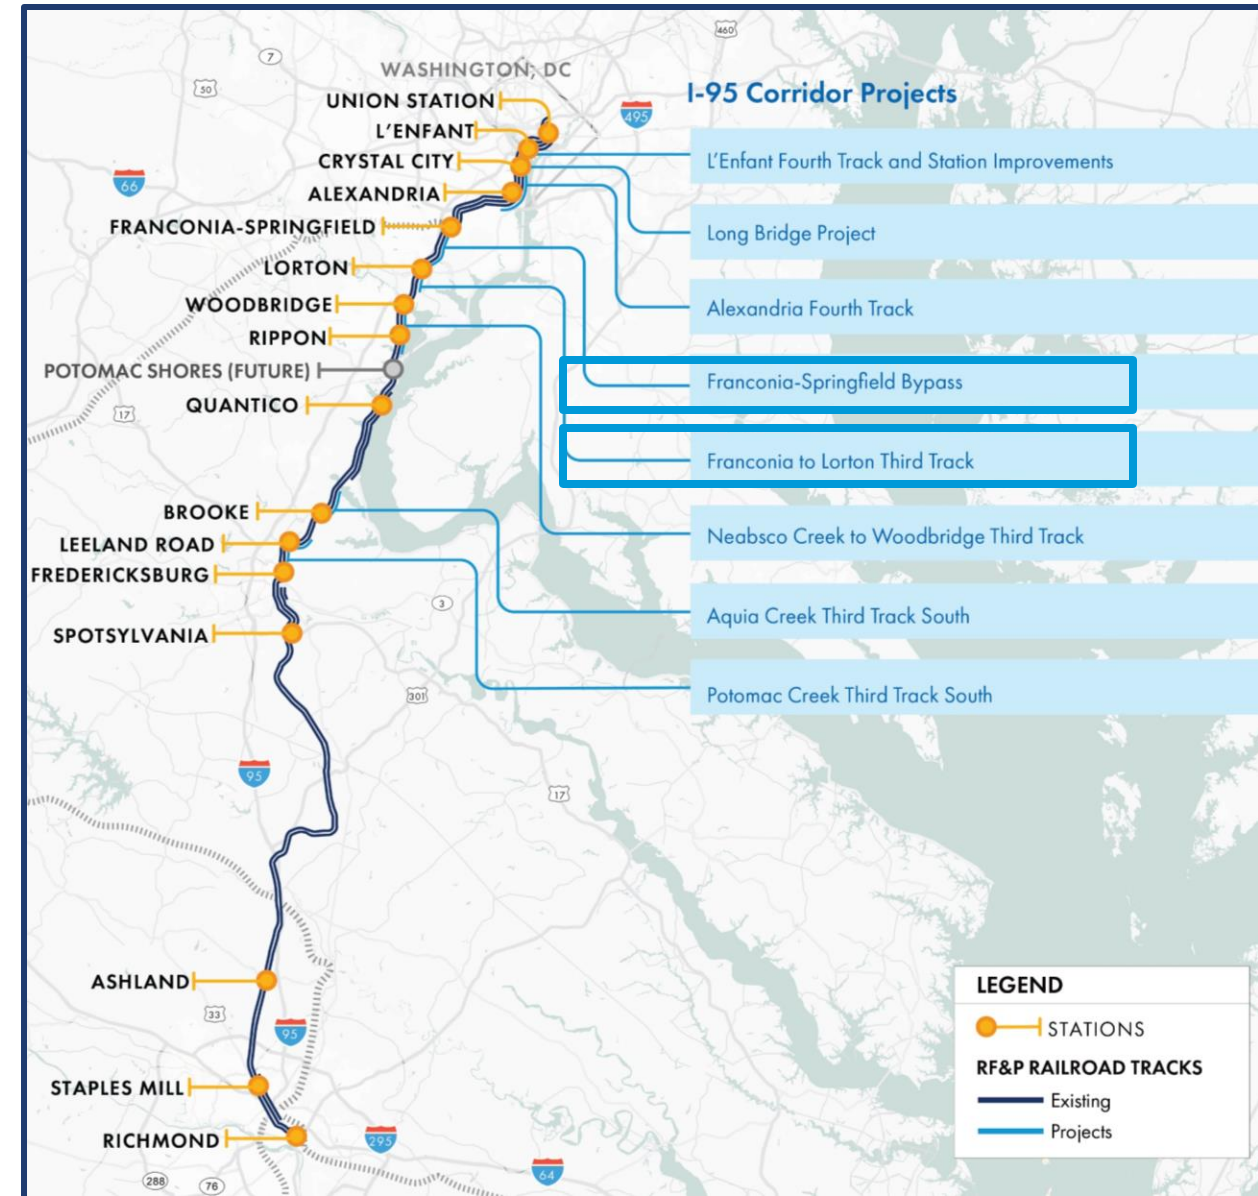 460
7
50
WASHINGTON, DC
UNION STATION
I-95 Corridor Projects
495
L'ENFANT
CRYSTAL CITY
L'Enfant Fourth Track and Station Improvements
66
ALEXANDRIA
FRANCONIA-SPRINGFIELD
Long Bridge Project
LORTON
WOODBRIDGE
Alexandria Fourth Track
RIPPON
POTOMAC SHORES (FUTURE)
Franconia-Springfield Bypass
QUANTICO
17
Franconia to Lorton Third Track
BROOKE
Neabsco Creek to Woodbridge Third Track
LEELAND ROAD
FREDERICKSBURG
3
Aquia Creek Third Track South
SPOTSYLVANIA
301
Potomac Creek Third Track South
95
17
ASHLAND
33
95
LEGEND
STATIONS
RF&P RAILROAD TRACKS
Existing
Projects
STAPLES MILL
RICHMOND
295
64
288
76